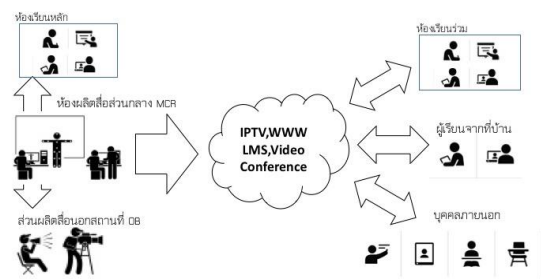 ห้องเรียนหลัก
ห้องผลิตสื่อส่วนกลาง MCR
ส่วนผลิตสื่อนอกสถานที่ OB
IPTV,WWW
LMS,Video
Conference
ห้องเรียนร่วม
ผู้เรียนจากที่บ้าน
บุคคลภายนอก